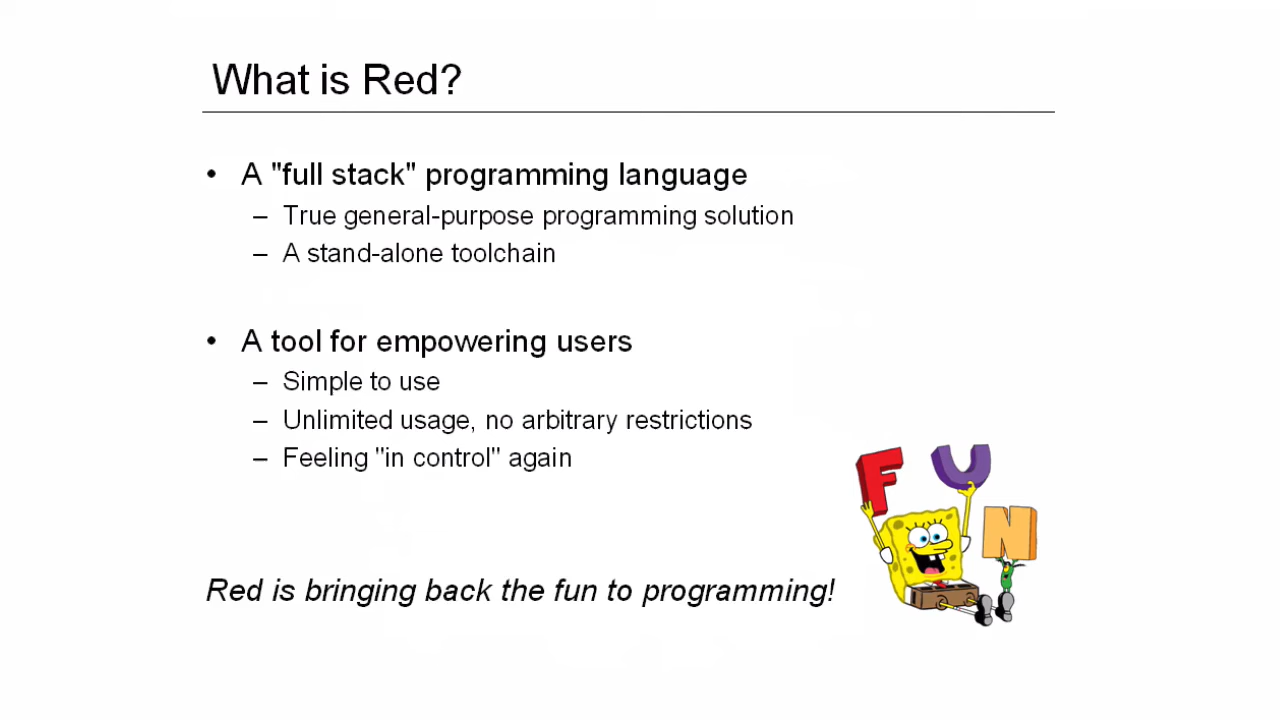 What is Red?
• A "full stack" programming language
– True general-purpose programming solution
– A stand-alone toolchain
• A tool for empowering users
– Simple to use
– Unlimited usage, no arbitrary restrictions
– Feeling "in control" again
F U N
Red is bringing back the fun to programming!